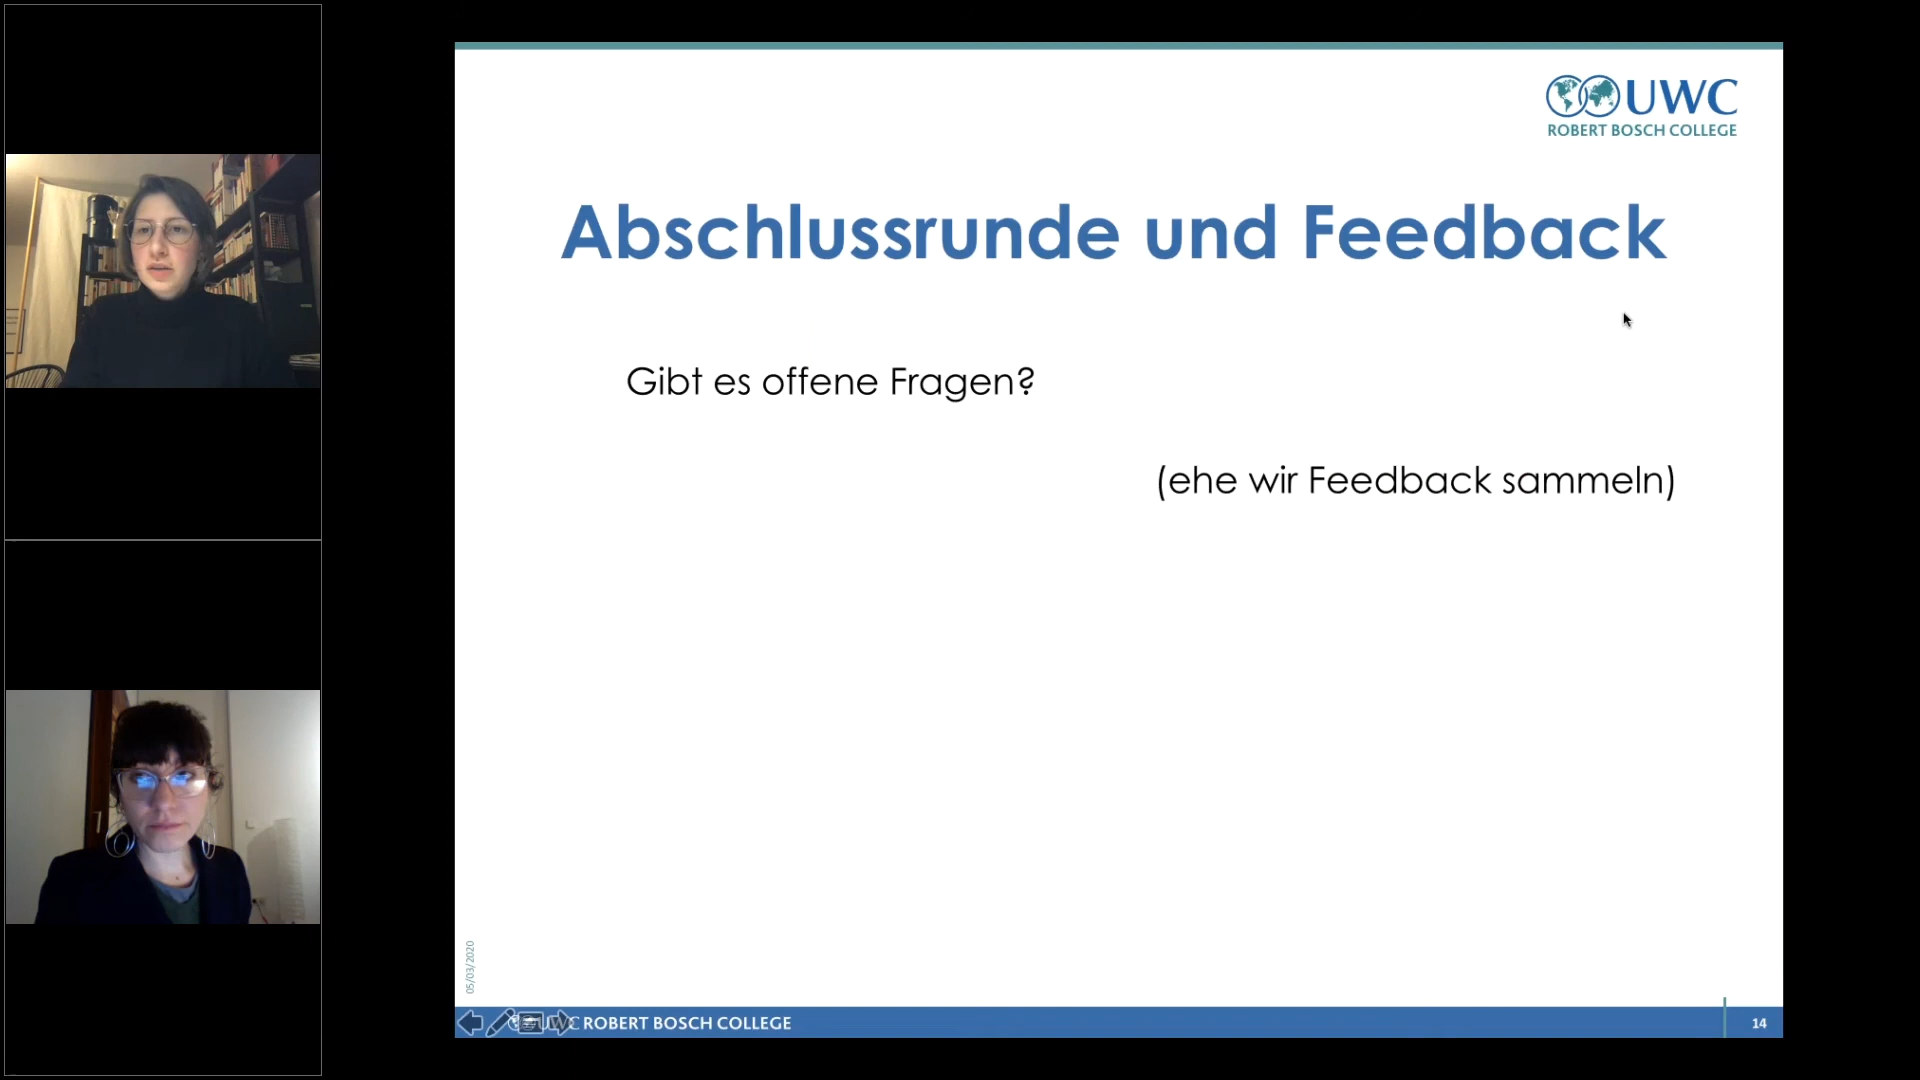 UWC
ROBERT BOSCH COLLEGE
Abschlussrunde und Feedback
Gibt es offene Fragen?
(ehe wir Feedback sammeln)
05/03/2020
UWC ROBERT BOSCH COLLEGE
14